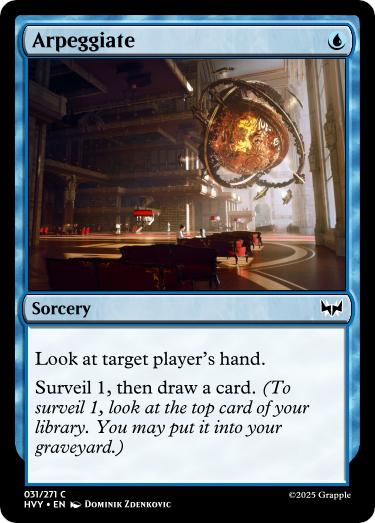 Arpeggiate
Sorcery
Look at target player's hand.
Surveil 1, then draw a card. (To
surveil 1, look at the top card of your
library. You may put it into your
graveyard.)
031/271 C
HVY • EN DOMINIK ZDENKOVIC
©2025 Grapple